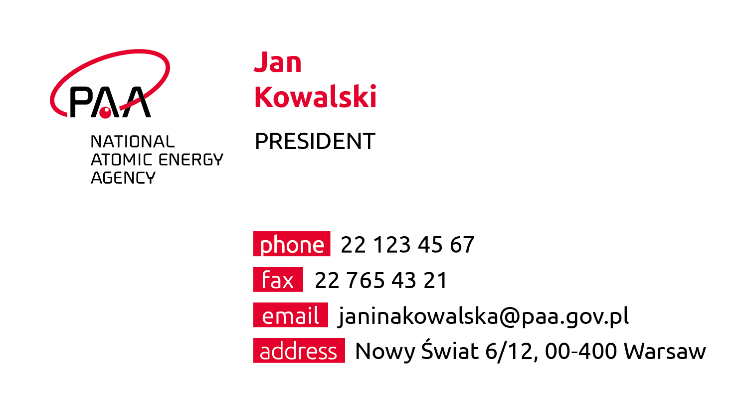 PAA
NATIONAL
ATOMIC ENERGY
AGENCY
Jan
Kowalski
PRESIDENT
phone 22 123 45 67
fax 22 765 43 21
email janinakowalska@paa.gov.pl
address Nowy Świat 6/12, 00-400 Warsaw